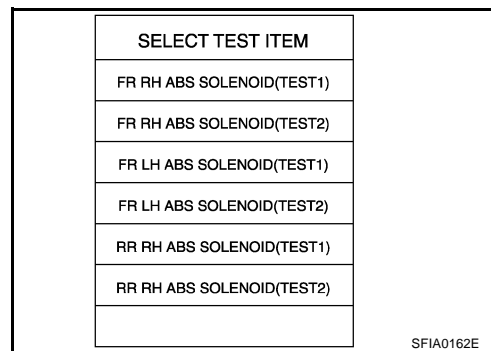 SELECT TEST ITEM
FR RH ABS SOLENOID(TEST1)
FR RH ABS SOLENOID(TEST2)
FR LH ABS SOLENOID(TEST1)
FR LH ABS SOLENOID(TEST2)
RR RH ABS SOLENOID(TEST1)
RR RH ABS SOLENOID(TEST2)
SFIA0162E